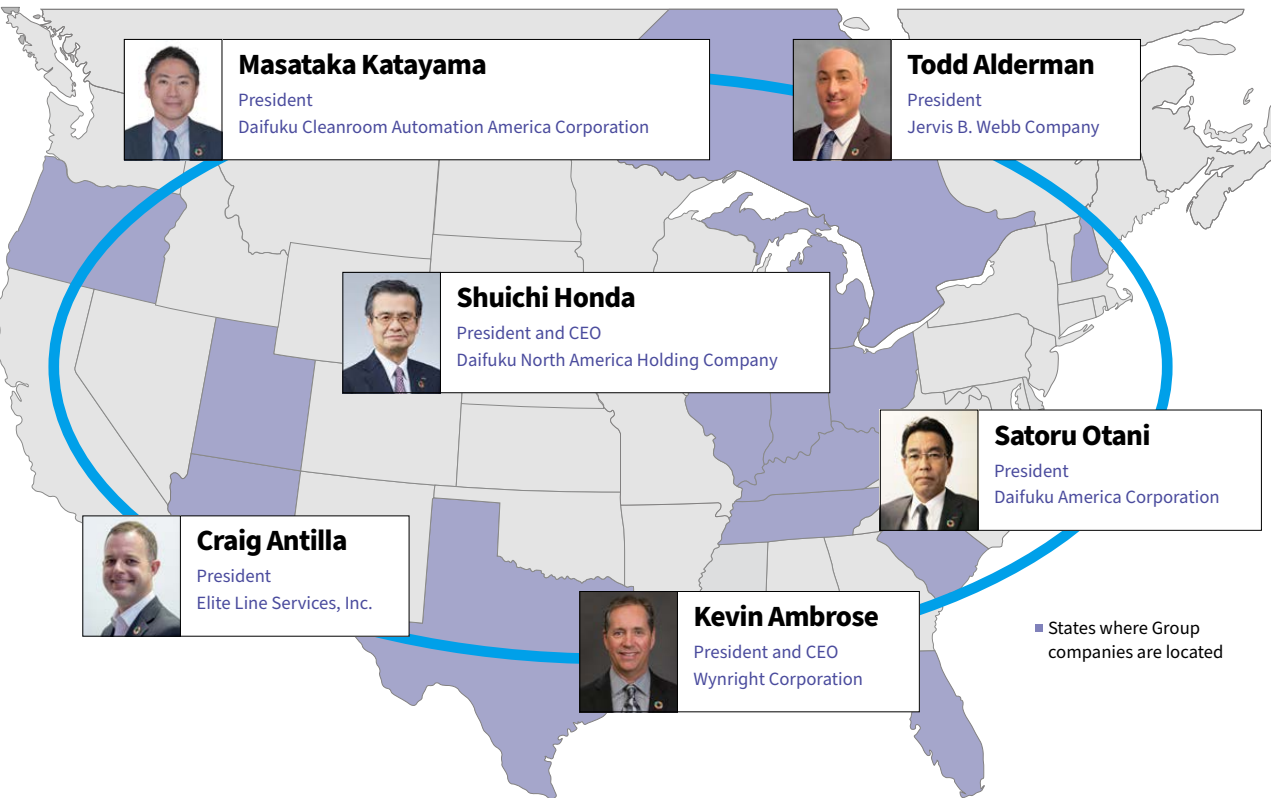 Masataka Katayama
President
Daifuku Cleanroom Automation America Corporation
Todd Alderman
President
Jervis B. Webb Company
Shuichi Honda
President and CEO
Daifuku North America Holding Company
Satoru Otani
President
Daifuku America Corporation
Craig Antilla
President
Elite Line Services, Inc.
Kevin Ambrose
President and CEO
Wynright Corporation
States where Group
companies are located